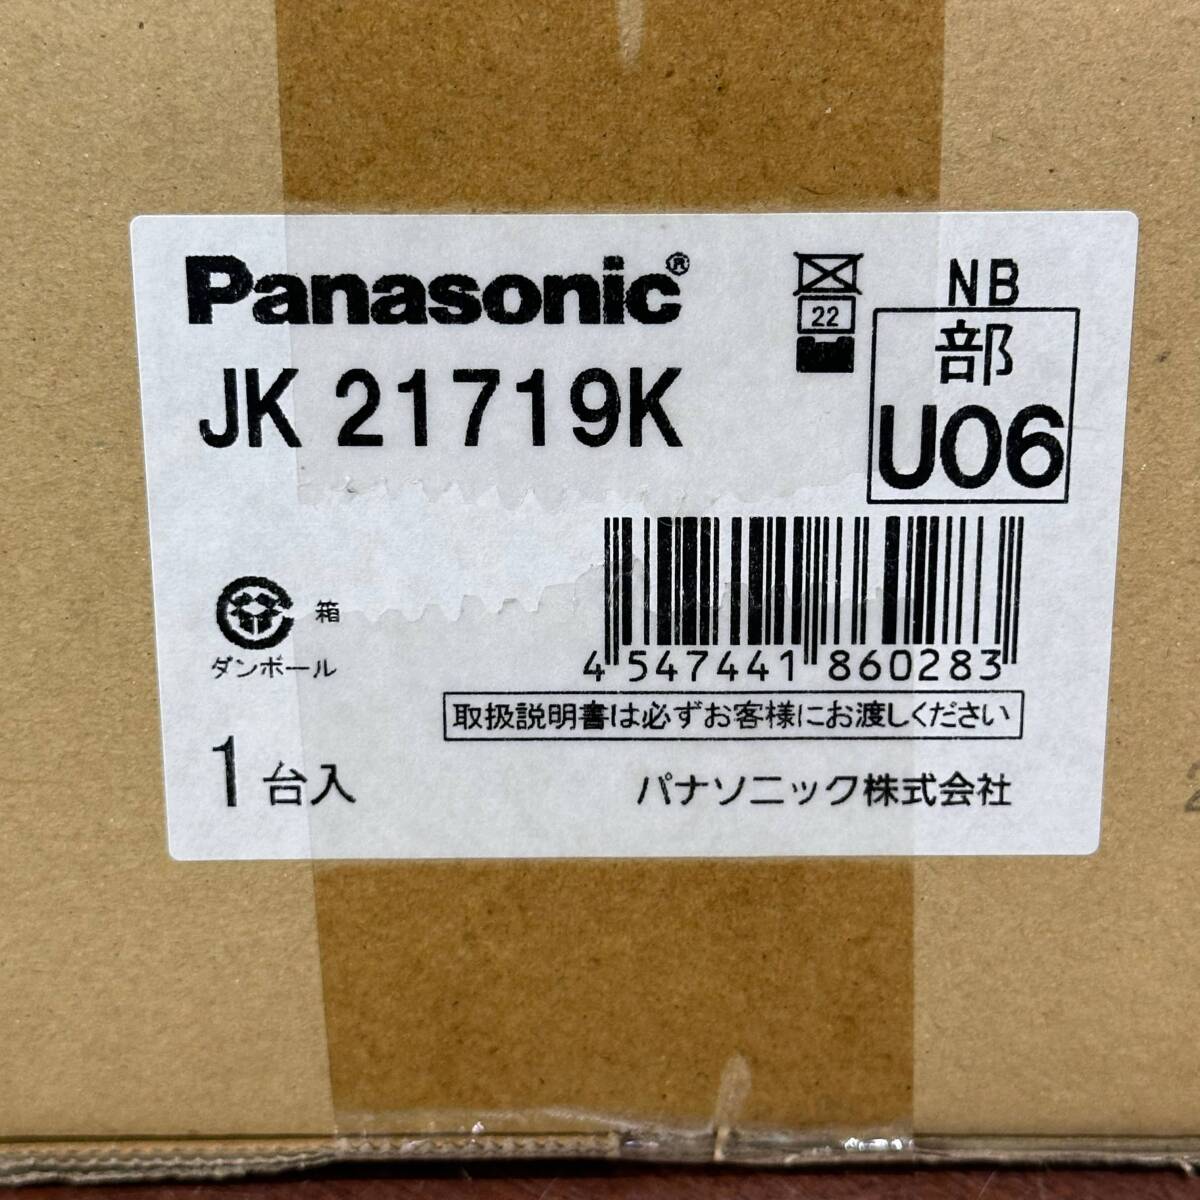 Panasonic®
JK 21719K
22
NB
部
U06
箱
ダンボール
4 547441 860283
取扱説明書は必ずお客様にお渡しください
1台入
パナソニック株式会社